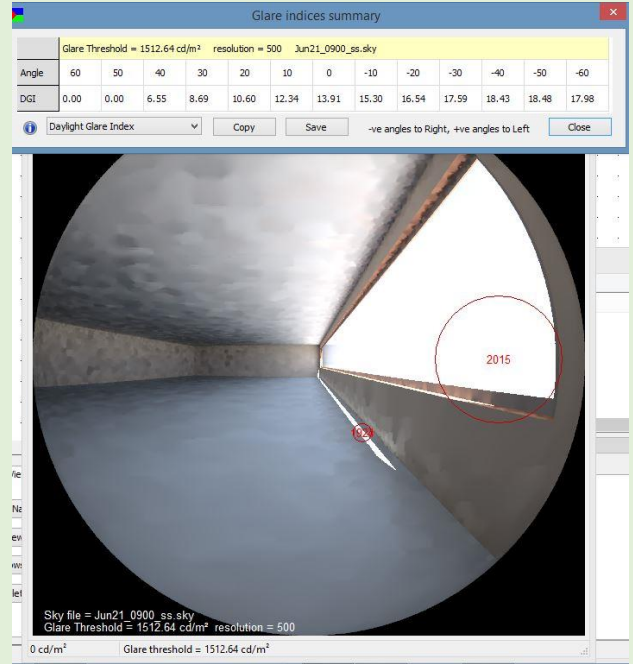 Glare indices summary
Glare Threshold = 1512.64 cd/m² resolution = 500 Jun21_0900_ss.sky
Angle 60 50 40 30 20 10 0 -10 -20 -30 -40 -50 -60
DGI 0.00 0.00 6.55 8.69 10.60 12.34 13.91 15.30 16.54 17.59 18.43 18.48 17.98
Daylight Glare Index Copy Save -ve angles to Right, +ve angles to Left Close
2015
Sky file = Jun21_0900_ss.sky
Glare Threshold = 1512.64 cd/m² resolution = 500
0 cd/m² Glare threshold = 1512.64 cd/m²